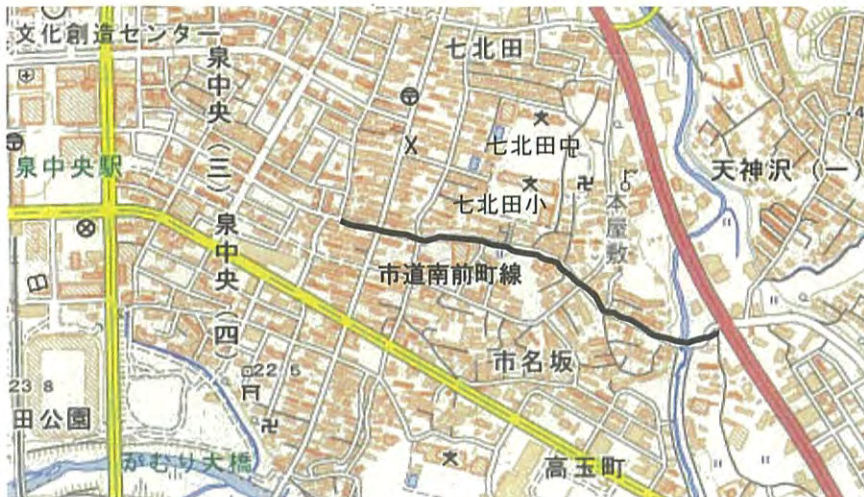 文化創造センター
七北田
泉中央(三)
七北田中
泉中央駅
天神沢(一)
七北田小
本屋敷
泉中央(四)
市道南前町線
市名坂
22 5
23 8
田公園
かむり大橋
高玉町